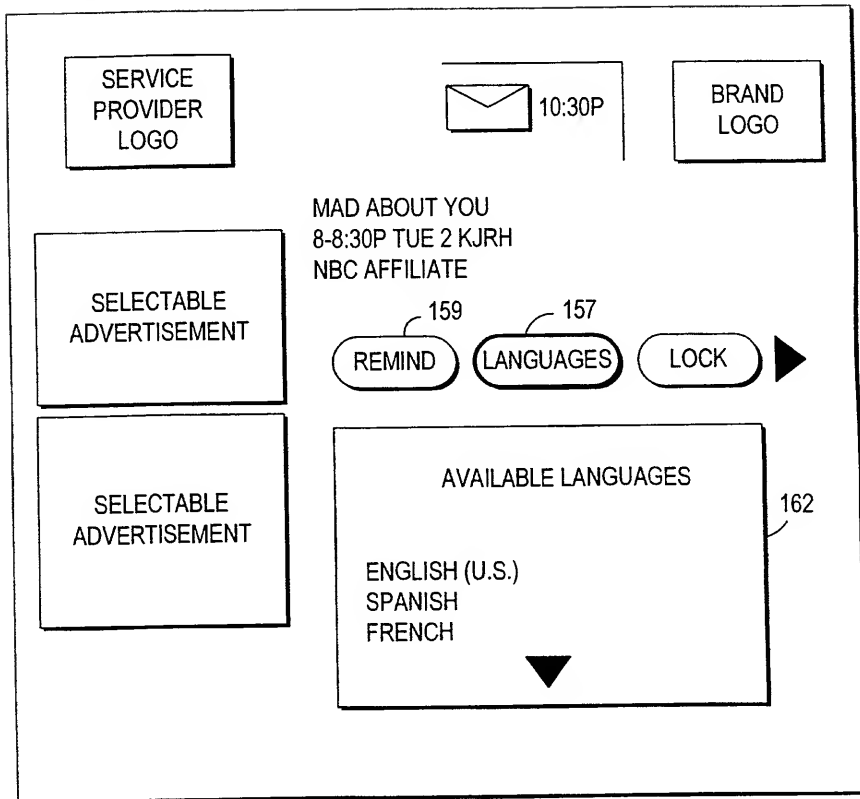 SERVICE
PROVIDER
LOGO
10:30P
BRAND
LOGO
MAD ABOUT YOU
8-8:30P TUE 2 KJRH
NBC AFFILIATE
SELECTABLE
ADVERTISEMENT
159
157
REMIND
LANGUAGES
LOCK
SELECTABLE
ADVERTISEMENT
AVAILABLE LANGUAGES
162
ENGLISH (U.S.)
SPANISH
FRENCH